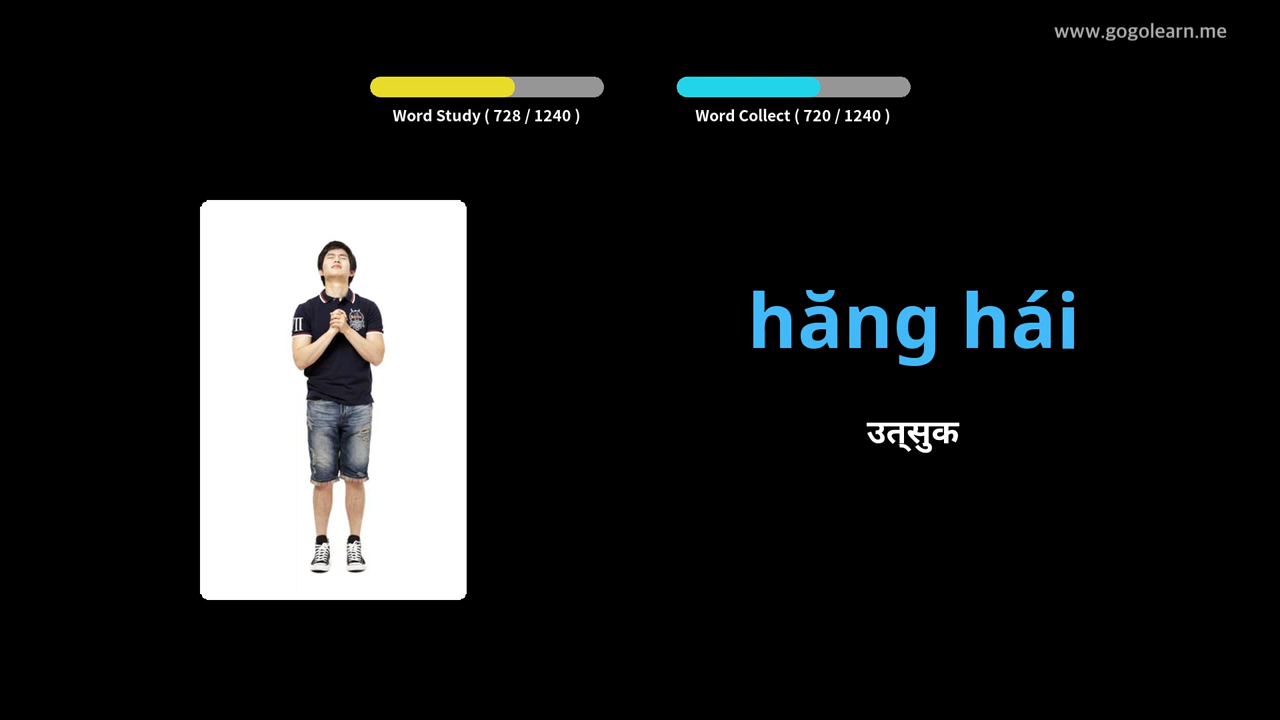 www.gogolearn.me
Word Study ( 728 / 1240 )
Word Collect ( 720 / 1240 )
hăng hái
उत्सुक